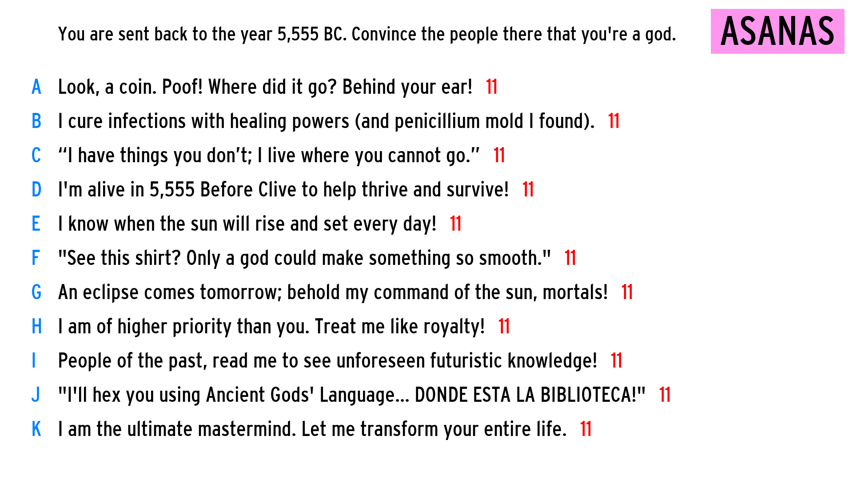 You are sent back to the year 5,555 BC. Convince the people there that you're a god.
ASANAS
A Look, a coin. Poof! Where did it go? Behind your ear! 11
B I cure infections with healing powers (and penicillium mold I found). 11
C “I have things you don’t; I live where you cannot go.” 11
D I'm alive in 5,555 Before Clive to help thrive and survive! 11
E I know when the sun will rise and set every day! 11
F "See this shirt? Only a god could make something so smooth." 11
G An eclipse comes tomorrow; behold my command of the sun, mortals! 11
H I am of higher priority than you. Treat me like royalty! 11
I People of the past, read me to see unforeseen futuristic knowledge! 11
J "I'll hex you using Ancient Gods' Language... DONDE ESTA LA BIBLIOTECA!" 11
K I am the ultimate mastermind. Let me transform your entire life. 11